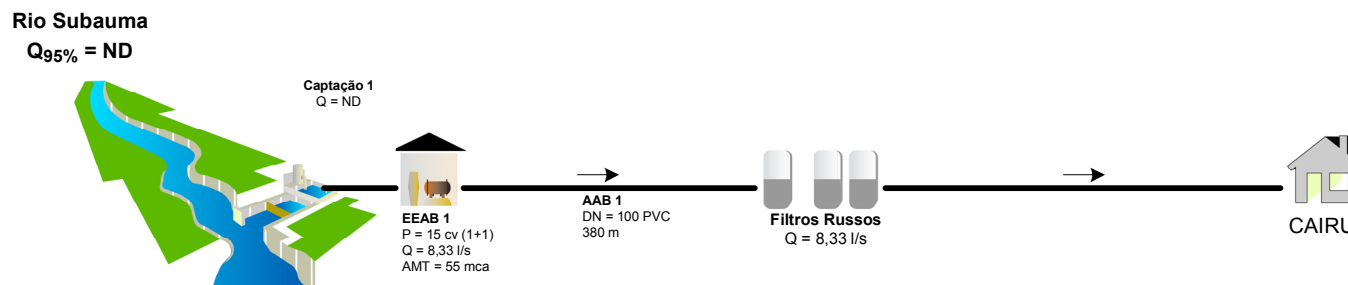 Rio Subauma
Q95% = ND
Captação 1
Q = ND
EEAB 1
P = 15 cv (1+1)
Q = 8,33 l/s
AMT = 55 mca
AAB 1
DN = 100 PVC
380 m
Filtros Russos
Q = 8,33 l/s
CAIRU